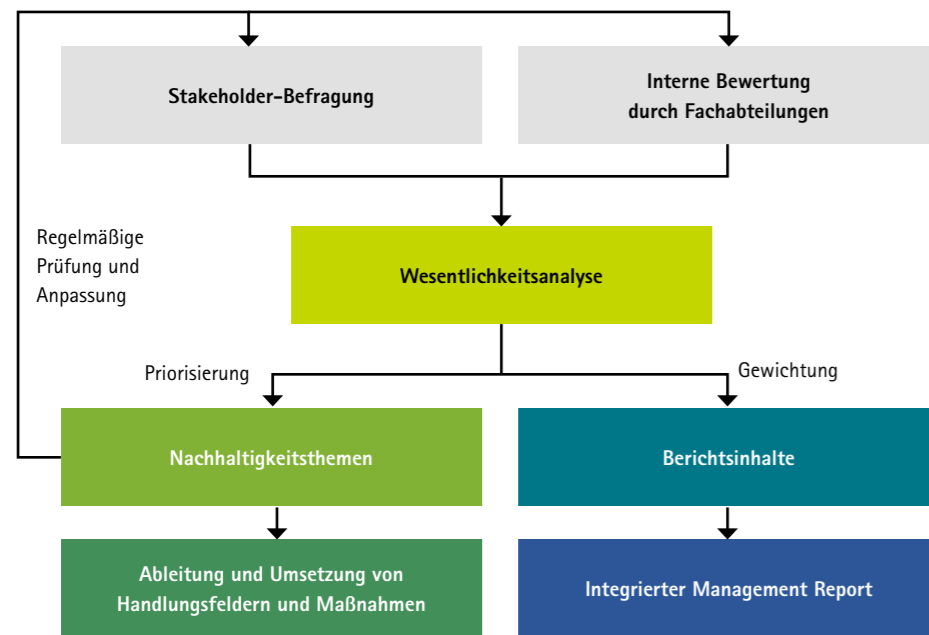 Stakeholder-Befragung
Interne Bewertung
durch Fachabteilungen
Regelmäßige
Prüfung und
Anpassung
Wesentlichkeitsanalyse
Priorisierung
Gewichtung
Nachhaltigkeitsthemen
Berichtsinhalte
Ableitung und Umsetzung von
Handlungsfeldern und Maßnahmen
Integrierter Management Report